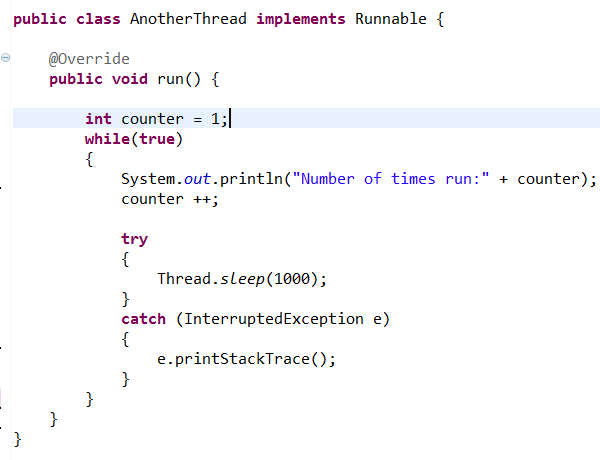 public class AnotherThread implements Runnable {
@Override
public void run() {
int counter = 1;
while(true)
{
System.out.println("Number of times run:" + counter);
counter ++;
try
{
Thread.sleep(1000);
}
catch (InterruptedException e)
{
e.printStackTrace();
}
}
}
}